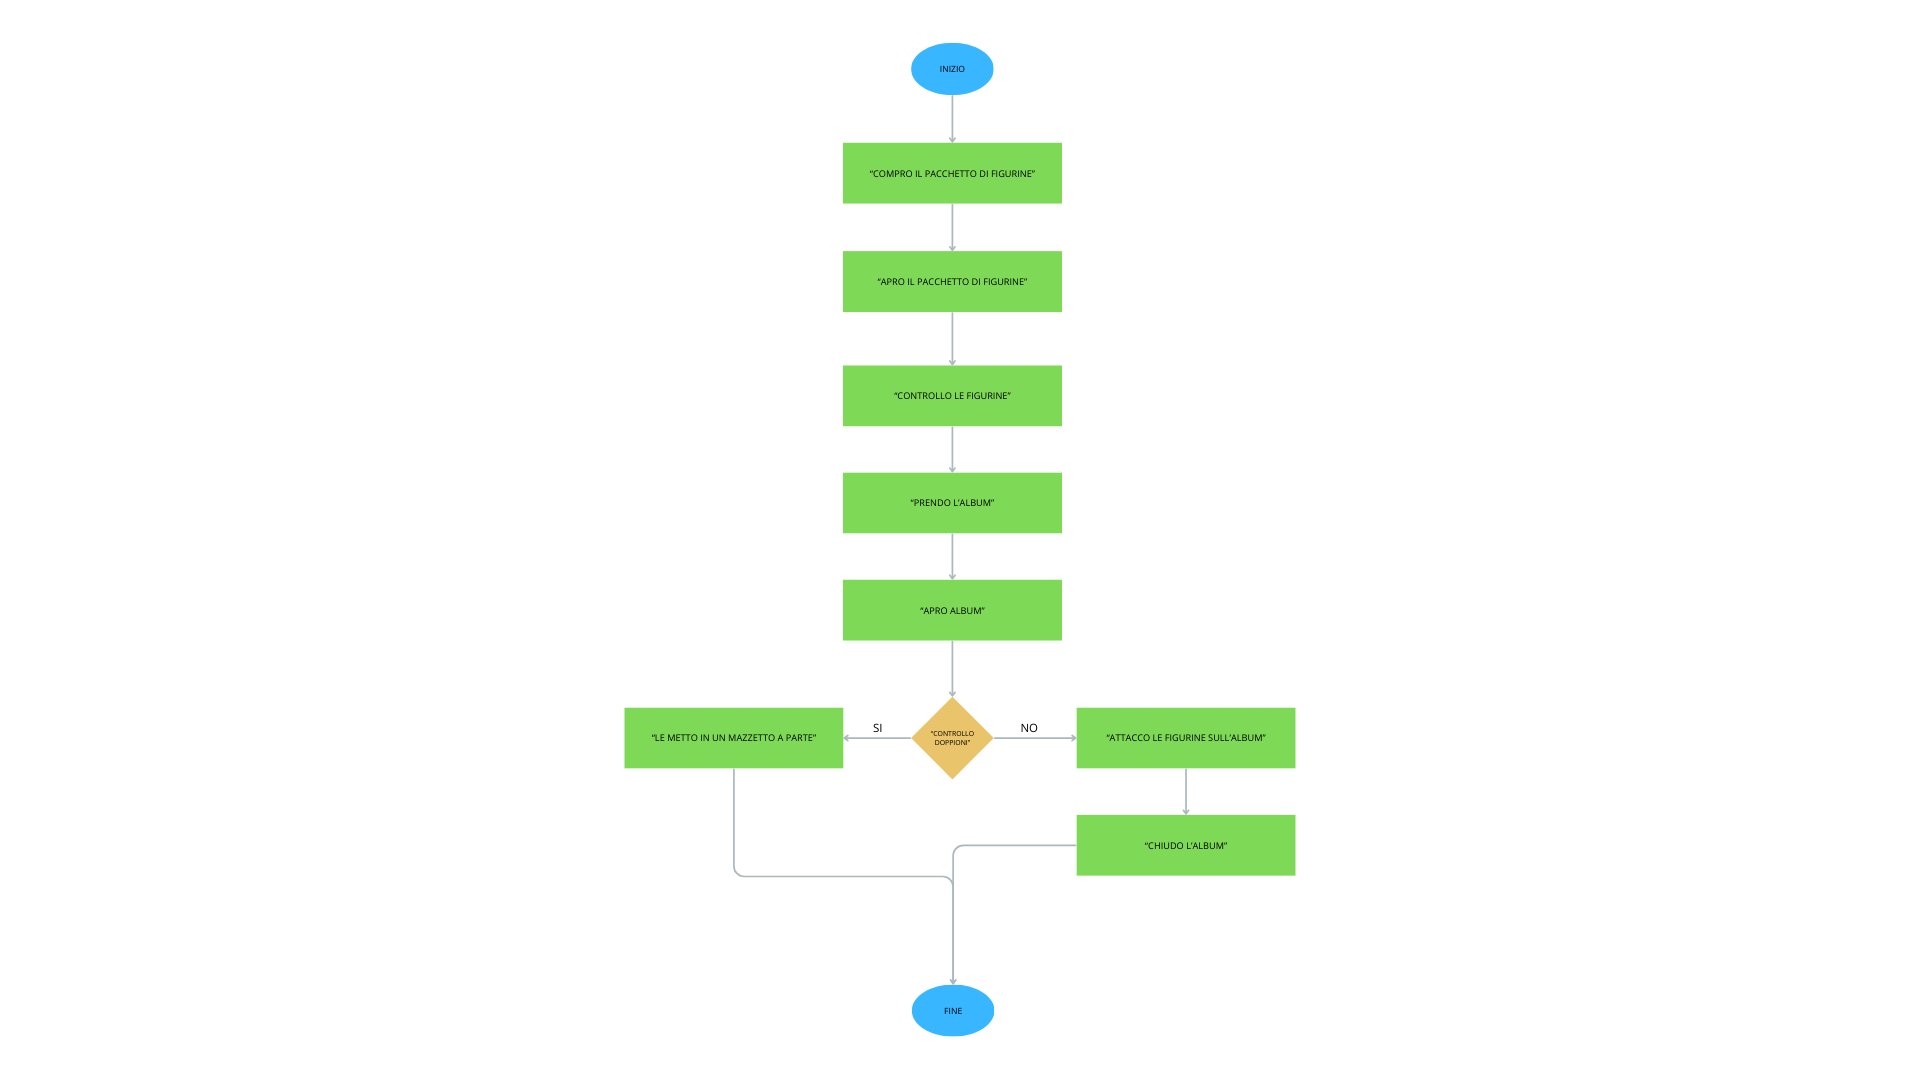 INIZIO
“COMPRO IL PACCHETTO DI FIGURINE”
“APRO IL PACCHETTO DI FIGURINE”
“CONTROLLO LE FIGURINE”
“PRENDO L’ALBUM”
“APRO ALBUM”
“LE METTO IN UN MAZZETTO A PARTE”
SI
“CONTROLLO
DOPPIONI”
NO
“ATTACCO LE FIGURINE SULL’ALBUM”
“CHIUDO L’ALBUM”
FINE